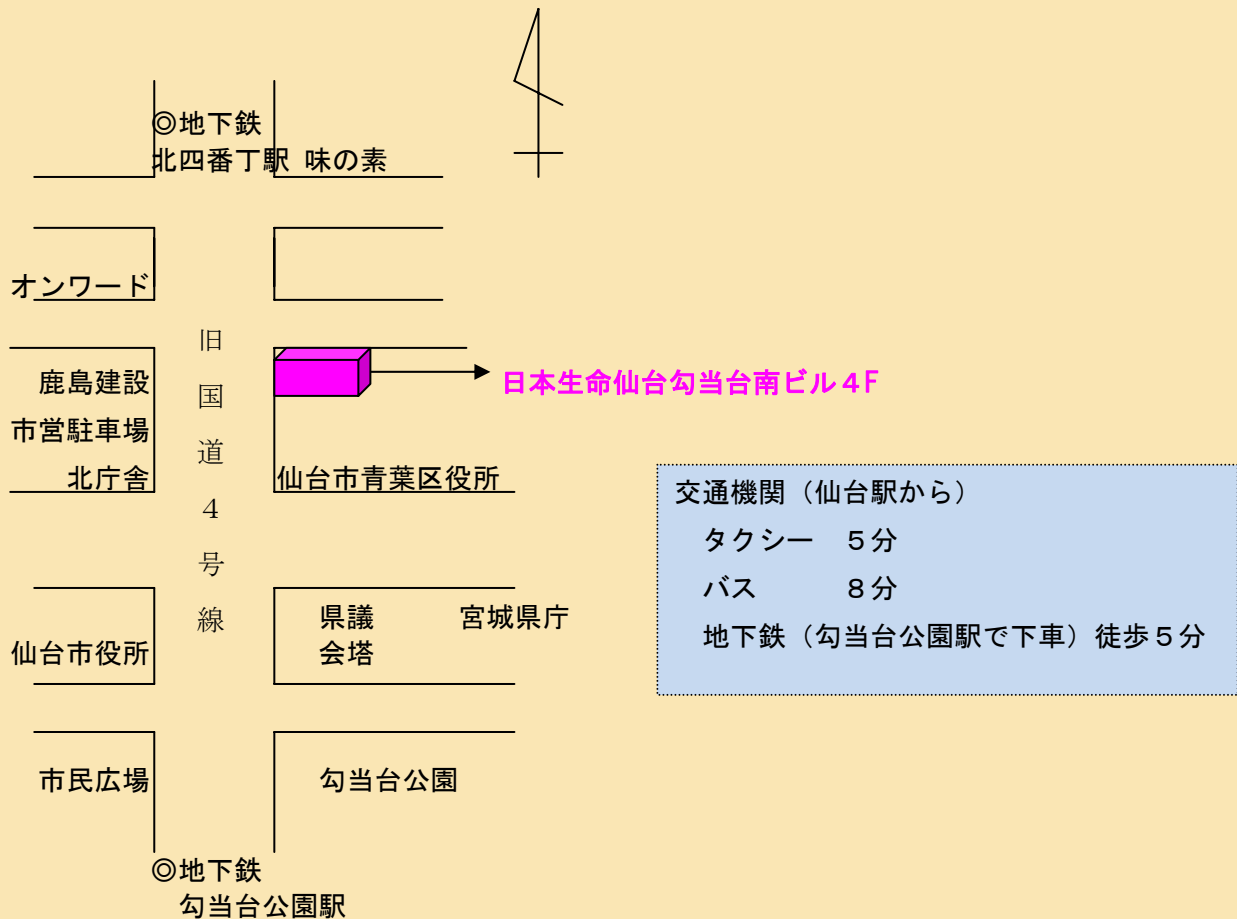 ◎地下鉄
北四番丁駅 味の素
オンワード
旧国道４号線
鹿島建設
市営駐車場
北庁舎
日本生命仙台勾当台南ビル４F
仙台市青葉区役所
交通機関（仙台駅から）
タクシー　５分
バス　　　８分
地下鉄（勾当台公園駅で下車）徒歩５分
仙台市役所
県議
会塔
宮城県庁
市民広場
勾当台公園
◎地下鉄
勾当台公園駅